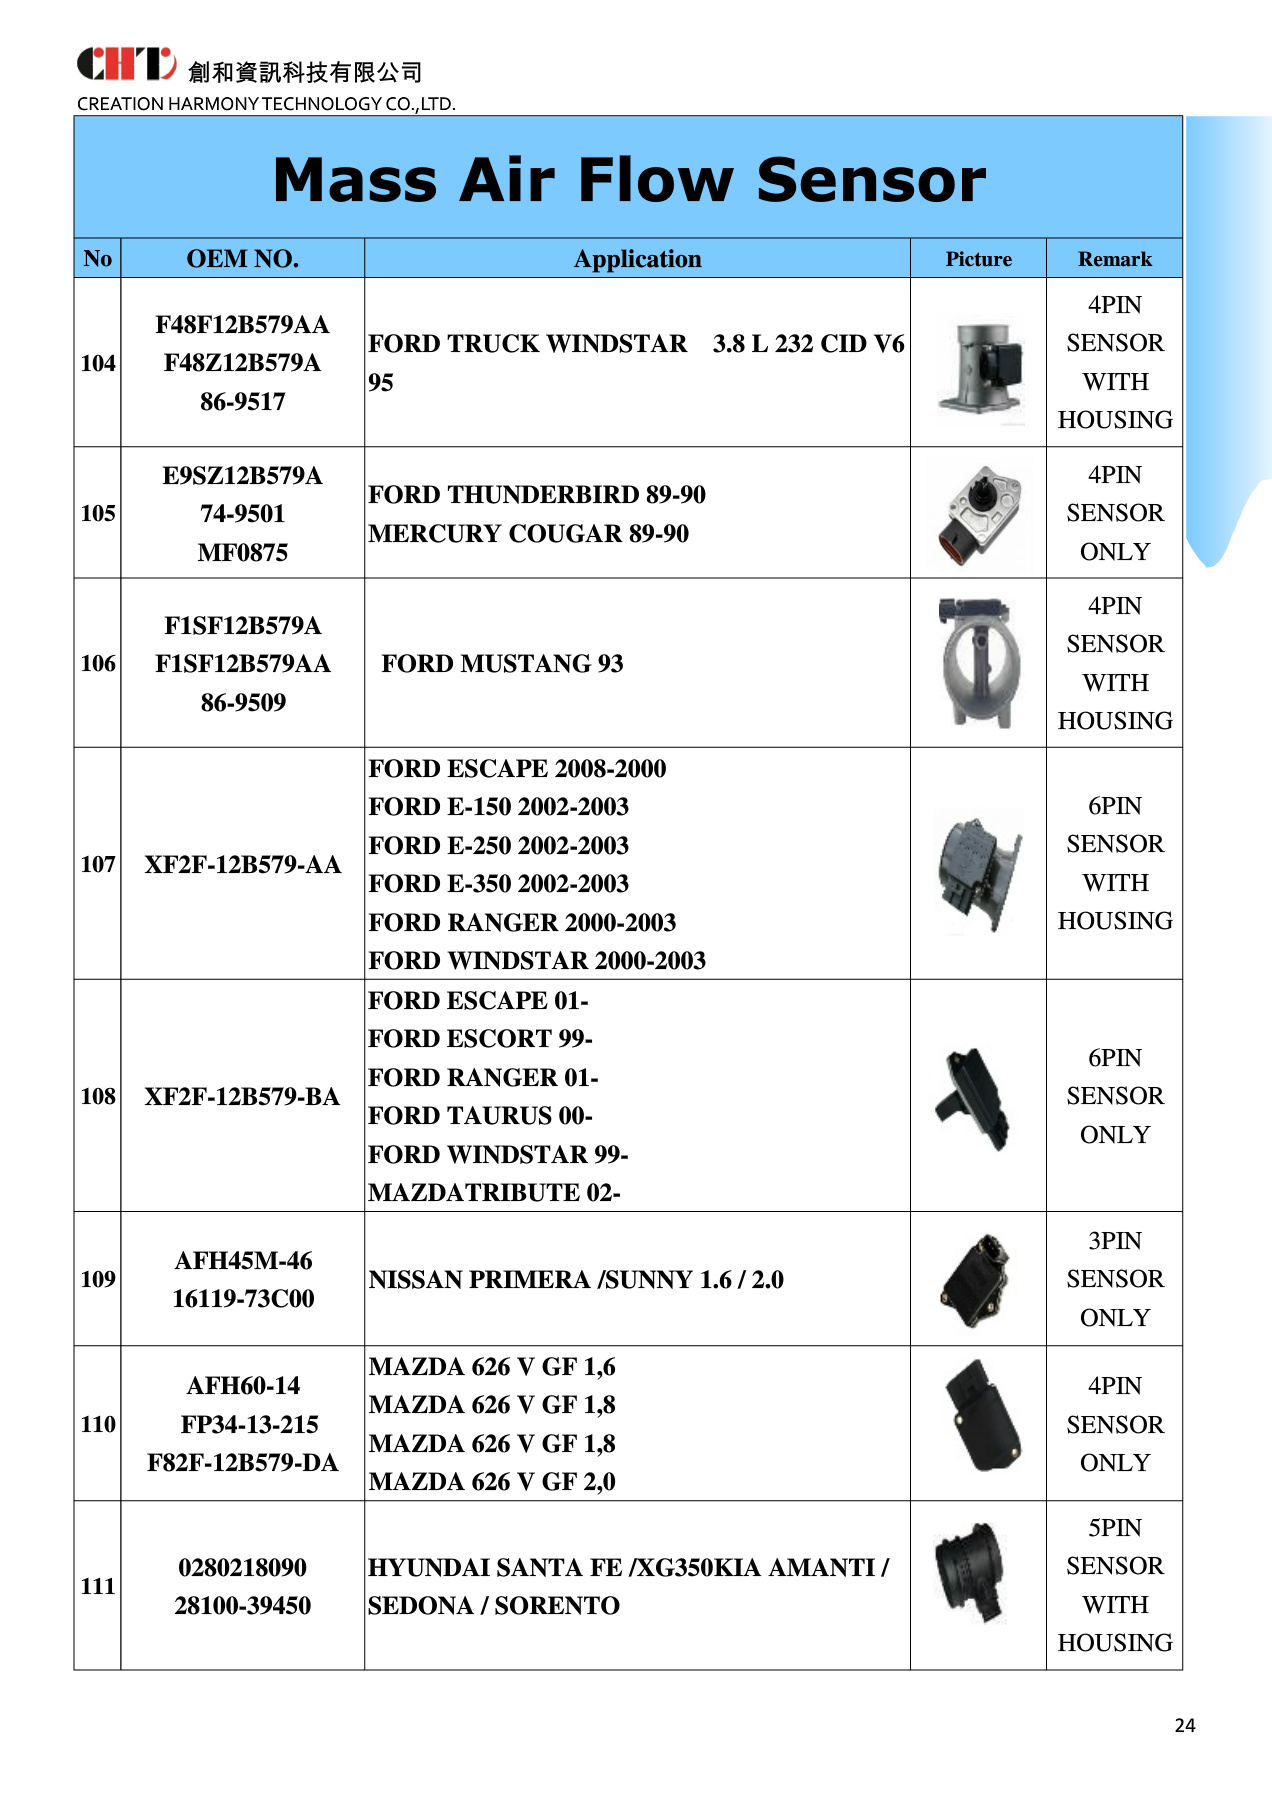 CHT 創和資訊科技有限公司
CREATION HARMONY TECHNOLOGY CO.,LTD.
Mass Air Flow Sensor
No OEM NO. Application Picture Remark
104
F48F12B579AA
F48Z12B579A
86-9517
FORD TRUCK WINDSTAR 3.8 L 232 CID V6
95
4PIN
SENSOR
WITH
HOUSING
105
E9SZ12B579A
74-9501
MF0875
FORD THUNDERBIRD 89-90
MERCURY COUGAR 89-90
4PIN
SENSOR
ONLY
106
F1SF12B579A
F1SF12B579AA
86-9509
FORD MUSTANG 93
4PIN
SENSOR
WITH
HOUSING
107
XF2F-12B579-AA
FORD ESCAPE 2008-2000
FORD E-150 2002-2003
FORD E-250 2002-2003
FORD E-350 2002-2003
FORD RANGER 2000-2003
FORD WINDSTAR 2000-2003
6PIN
SENSOR
WITH
HOUSING
108
XF2F-12B579-BA
FORD ESCAPE 01-
FORD ESCORT 99-
FORD RANGER 01-
FORD TAURUS 00-
FORD WINDSTAR 99-
MAZDATRIBUTE 02-
6PIN
SENSOR
ONLY
109
AFH45M-46
16119-73C00
NISSAN PRIMERA /SUNNY 1.6 / 2.0
3PIN
SENSOR
ONLY
110
AFH60-14
FP34-13-215
F82F-12B579-DA
MAZDA 626 V GF 1,6
MAZDA 626 V GF 1,8
MAZDA 626 V GF 1,8
MAZDA 626 V GF 2,0
4PIN
SENSOR
ONLY
111
0280218090
28100-39450
HYUNDAI SANTA FE /XG350KIA AMANTI /
SEDONA / SORENTO
5PIN
SENSOR
WITH
HOUSING
24